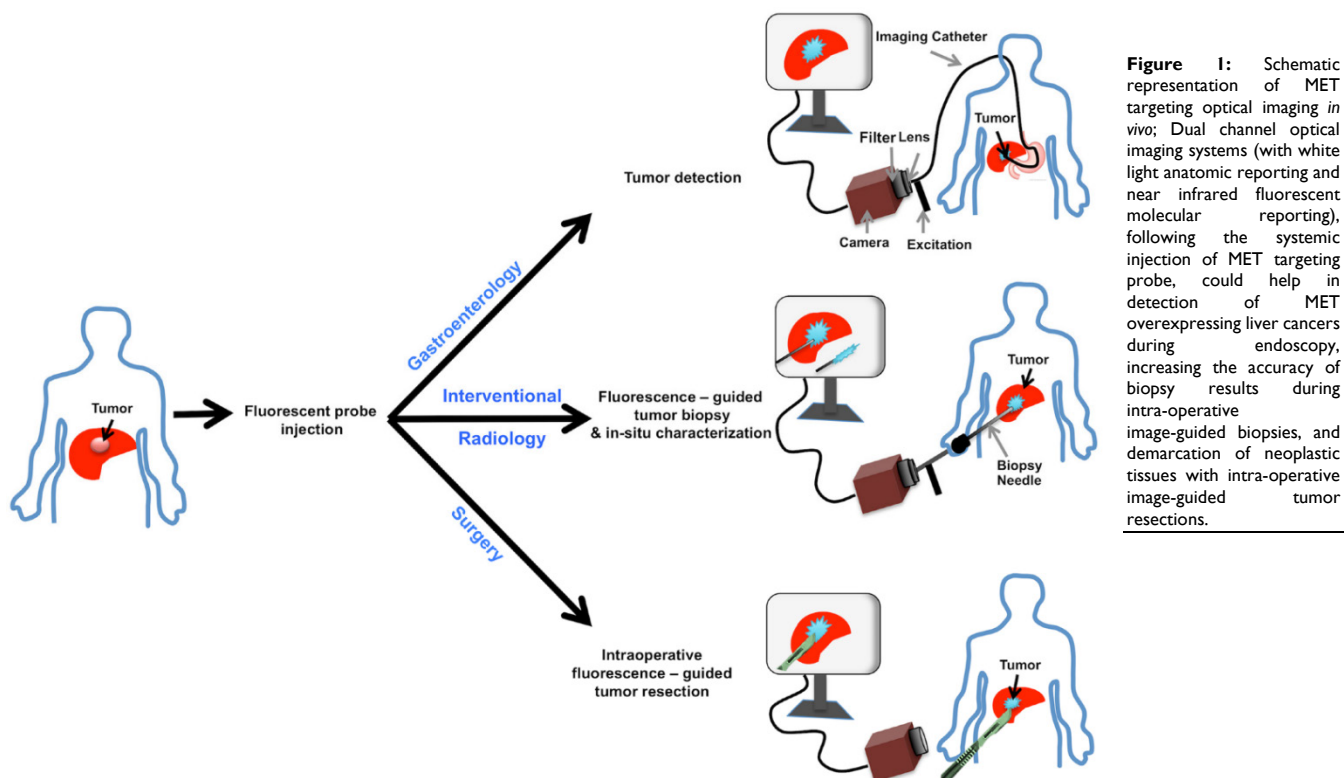 Tumor
Fluorescent probe
injection
Gastroenterology
Interventional
Radiology
Surgery
Tumor detection
Imaging Catheter
Filter Lens
Tumor
Camera
Excitation
Fluorescence – guided
tumor biopsy
& in-situ characterization
Tumor
Biopsy
Needle
Intraoperative
fluorescence – guided
tumor resection
Tumor
Figure 1: Schematic
representation of MET
targeting optical imaging in
vivo; Dual channel optical
imaging systems (with white
light anatomic reporting and
near infrared fluorescent
molecular reporting),
following the systemic
injection of MET targeting
probe, could help in
detection of MET
overexpressing liver cancers
during endoscopy,
increasing the accuracy of
biopsy results during
intra-operative
image-guided biopsies, and
demarcation of neoplastic
tissues with intra-operative
image-guided tumor
resections.